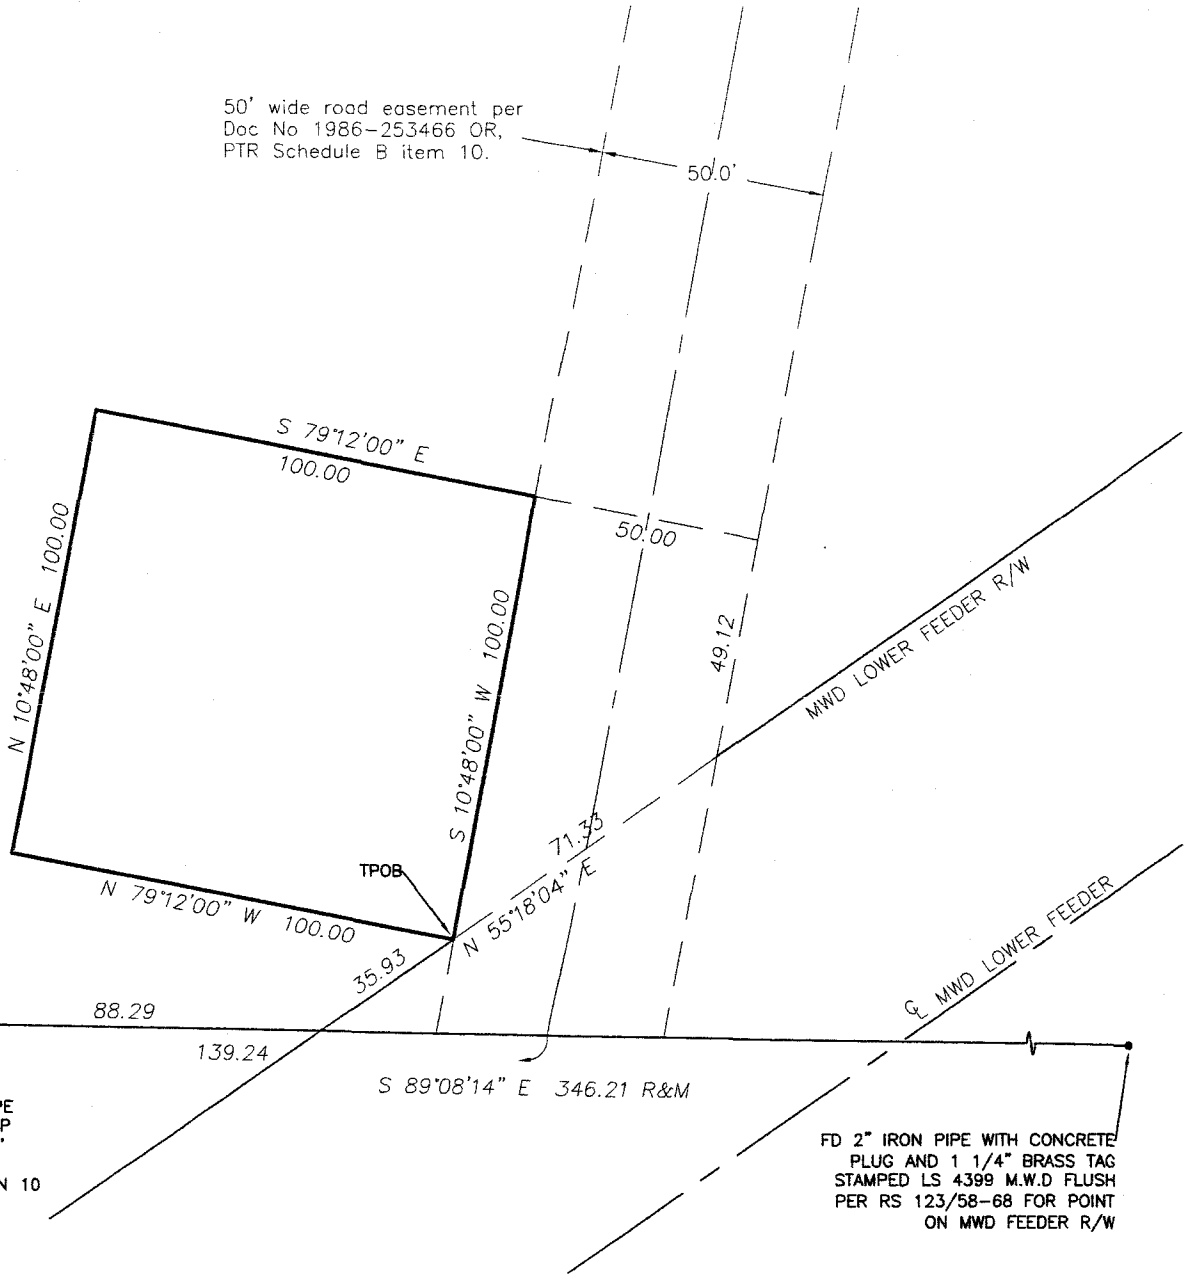 50' wide road easement per
Doc No 1986-253466 OR,
PTR Schedule B item 10.
50.0'
S 79°12'00" E
100.00
50.00
N 10°48'00" E 100.00
S 10°48'00" W 100.00
49.12
MWD LOWER FEEDER R/W
71.33
N 55°18'04" E
TPOB
N 79°12'00" W 100.00
35.93
℄ MWD LOWER FEEDER
88.29
139.24
S 89°08'14" E 346.21 R&M
PE
P
"
N 10
FD 2" IRON PIPE WITH CONCRETE
PLUG AND 1 1/4" BRASS TAG
STAMPED LS 4399 M.W.D FLUSH
PER RS 123/58-68 FOR POINT
ON MWD FEEDER R/W